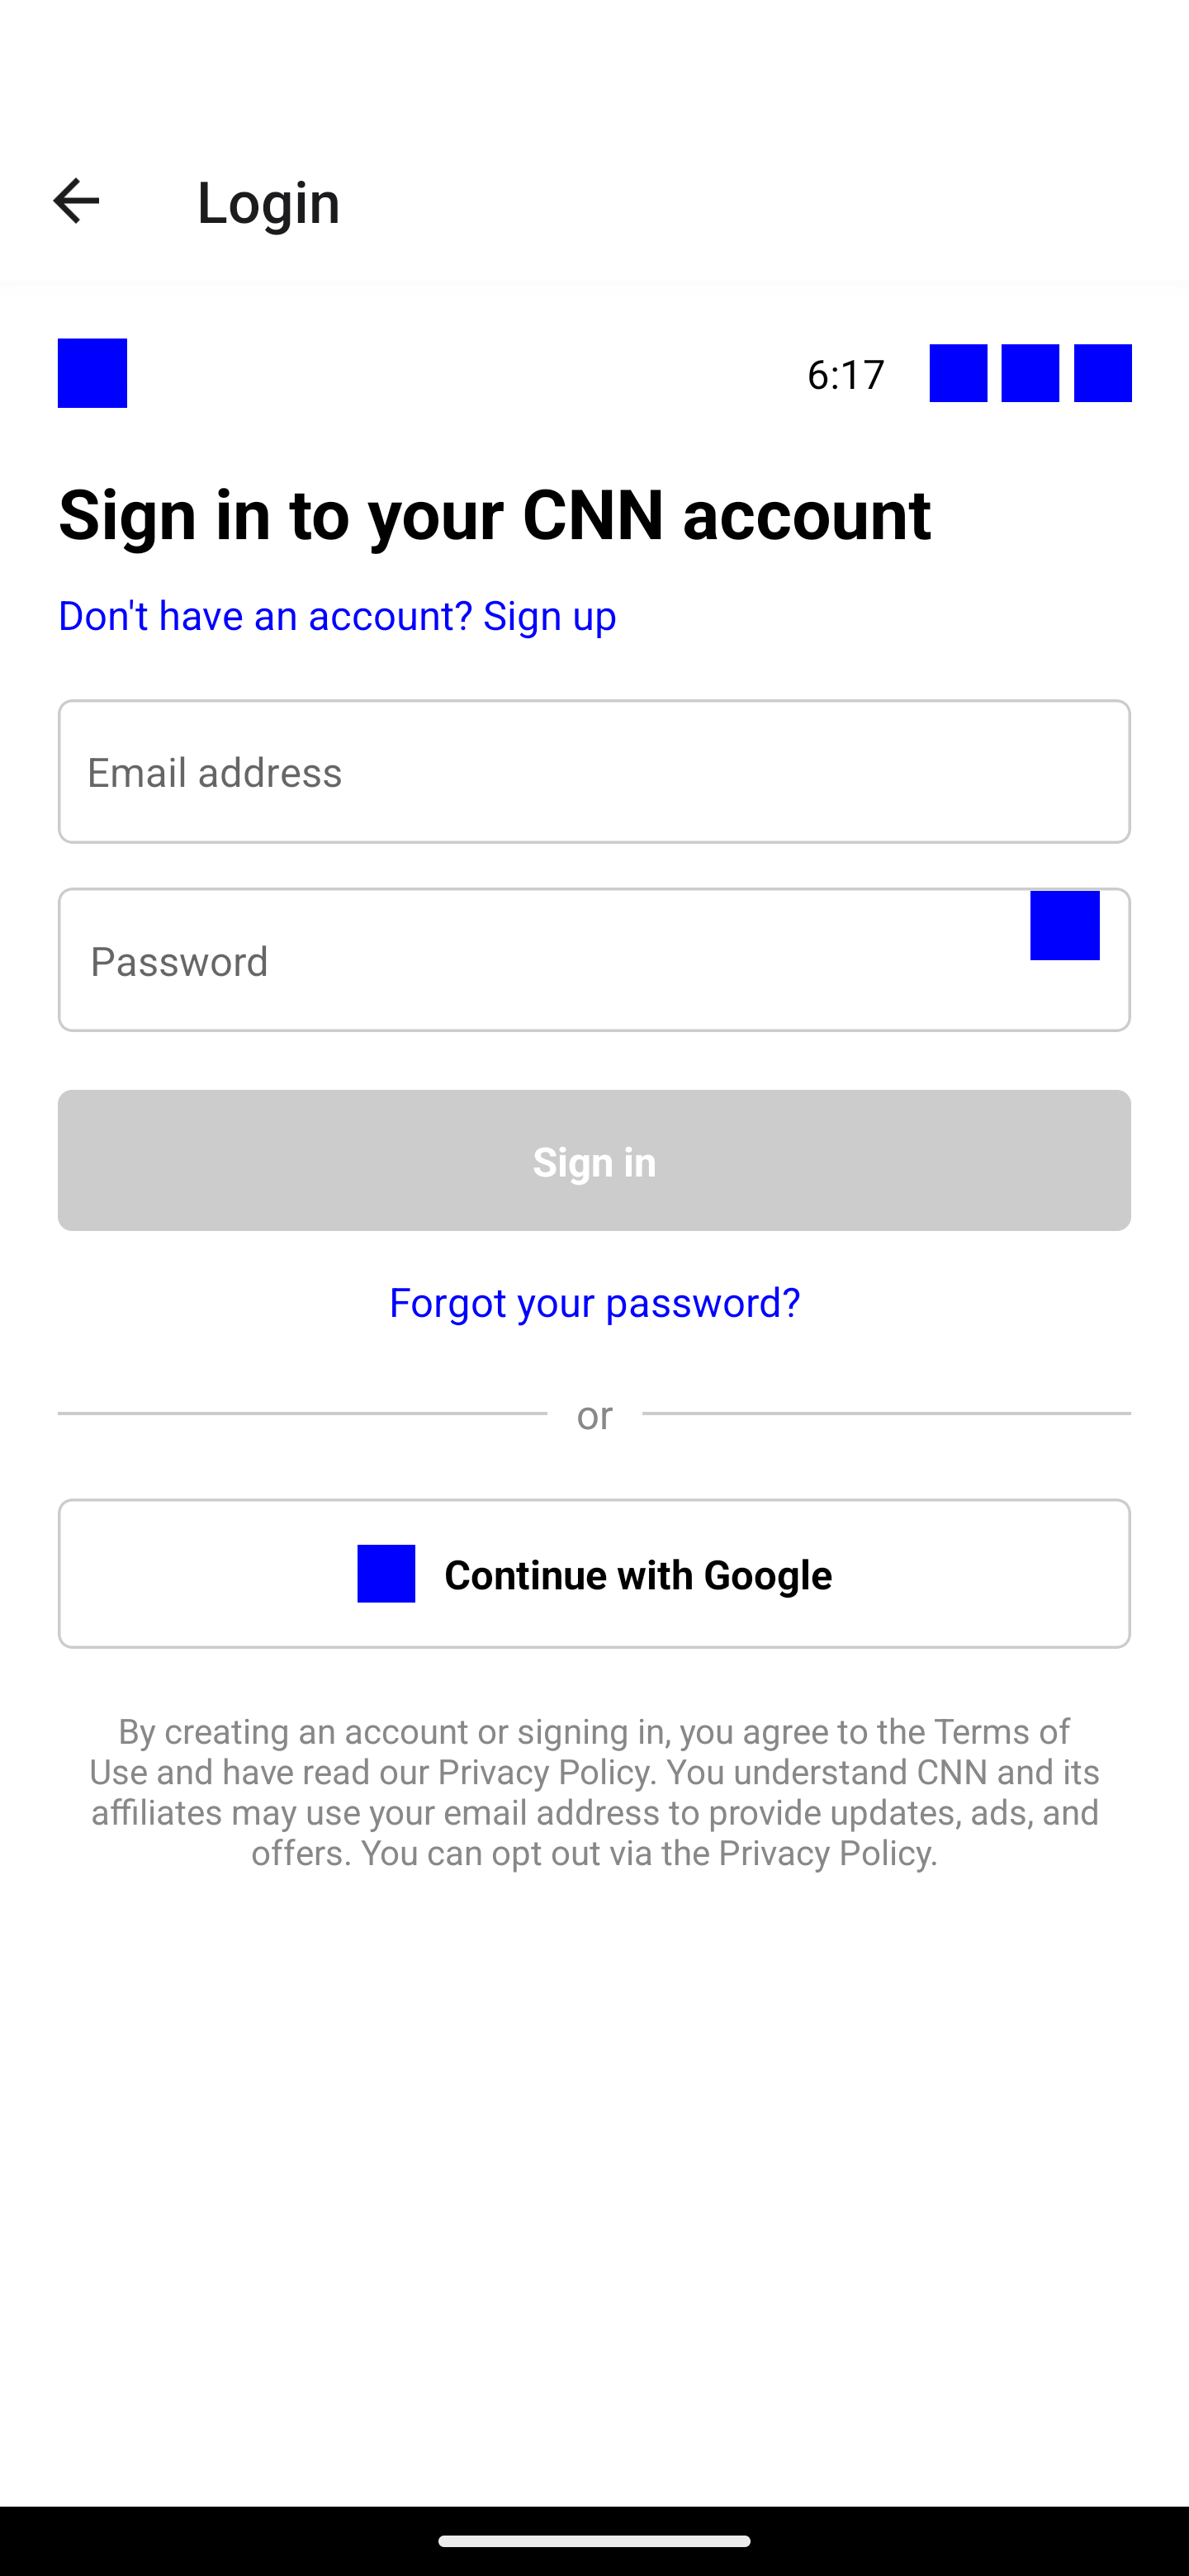 Login
6:17
Sign in to your CNN account
Don't have an account? Sign up
Email address
Password
Sign in
Forgot your password?
or
Continue with Google
By creating an account or signing in, you agree to the Terms of
Use and have read our Privacy Policy. You understand CNN and its
affiliates may use your email address to provide updates, ads, and
offers. You can opt out via the Privacy Policy.